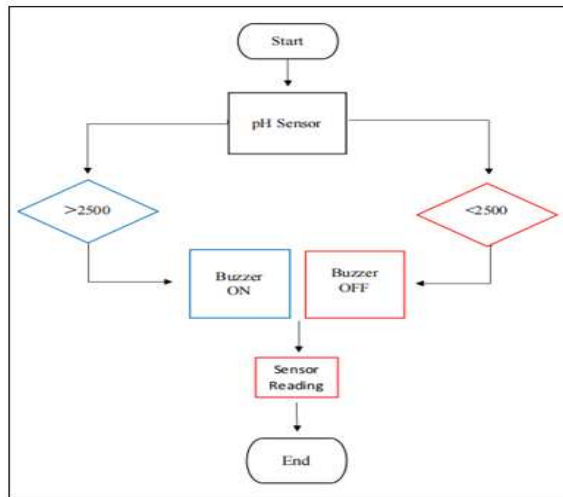 Start
pH Sensor
>2500
<2500
Buzzer
ON
Buzzer
OFF
Sensor
Reading
End